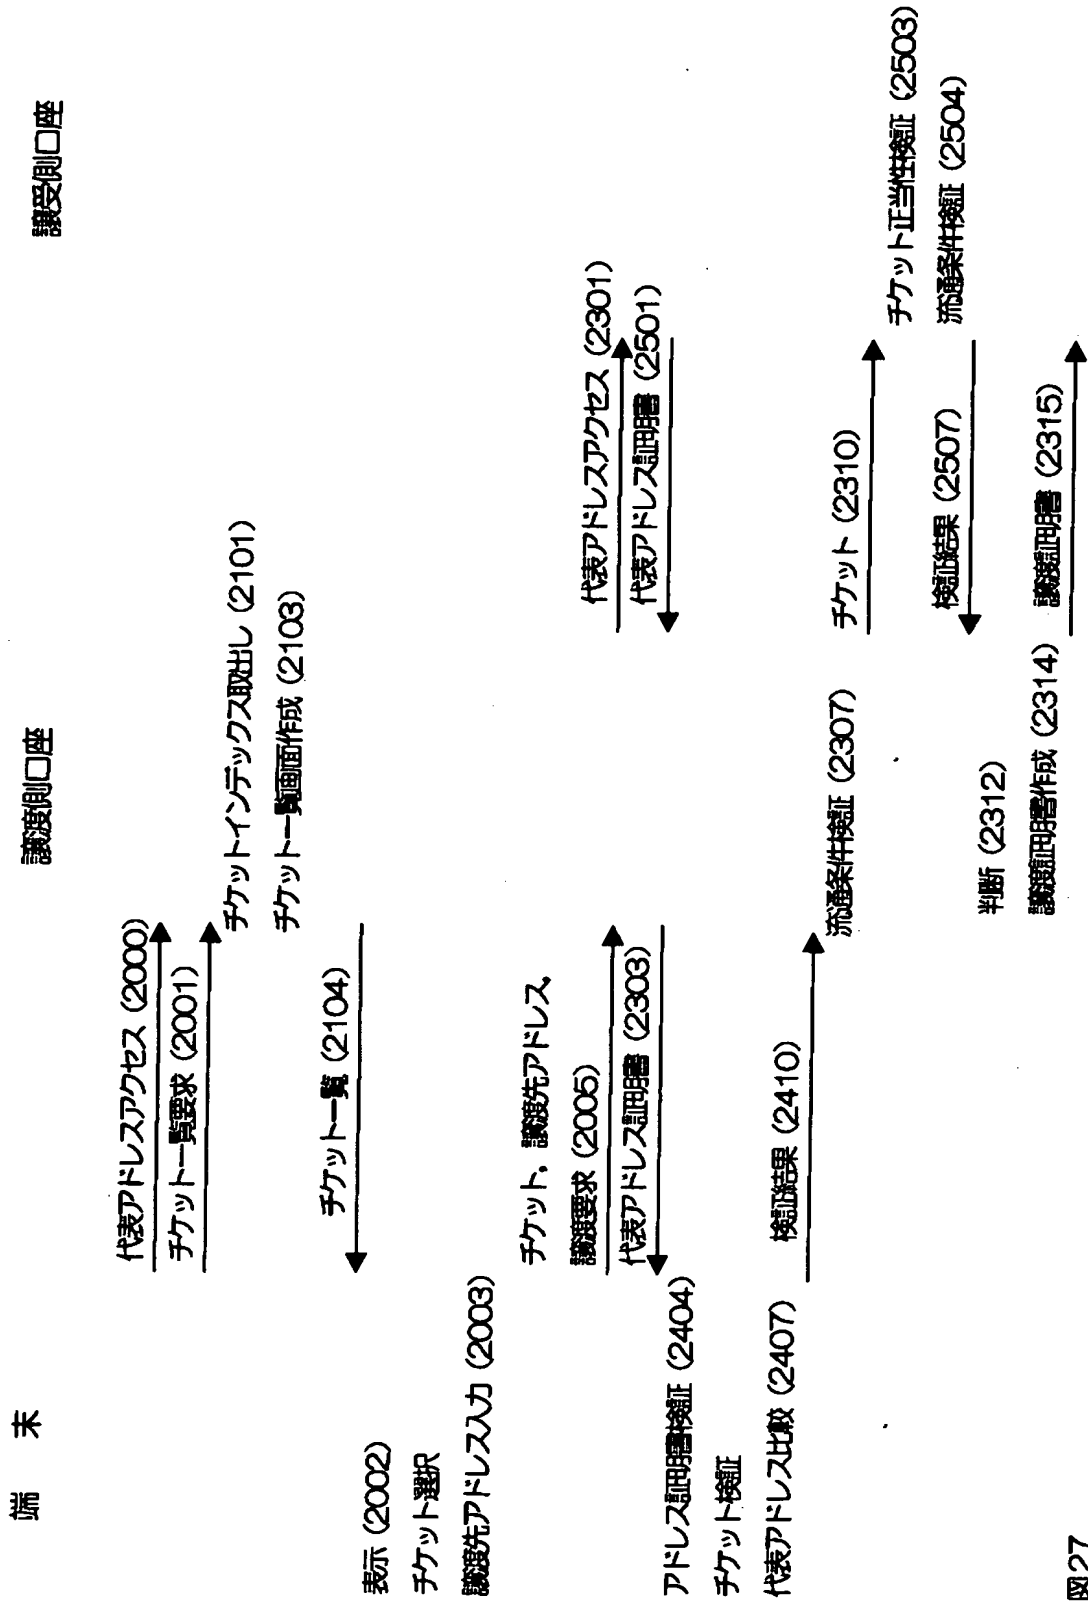 端　末
譲渡側口座
譲受側口座
代表アドレスアクセス (2000)
チケット一覧要求 (2001)
チケットインデックス取出し (2101)
チケット一覧画面作成 (2103)
チケット一覧 (2104)
表示 (2002)
チケット選択
譲渡先アドレス入力 (2003)
チケット，譲渡先アドレス，
譲渡要求 (2005)
代表アドレスアクセス (2301)
代表アドレス証明書 (2501)
代表アドレス証明書 (2303)
アドレス証明書検証 (2404)
チケット検証
代表アドレス比較 (2407)
検証結果 (2410)
流通条件検証 (2307)
チケット (2310)
チケット正当性検証 (2503)
流通条件検証 (2504)
検証結果 (2507)
判断 (2312)
譲渡証明書作成 (2314)
譲渡証明書 (2315)
図27